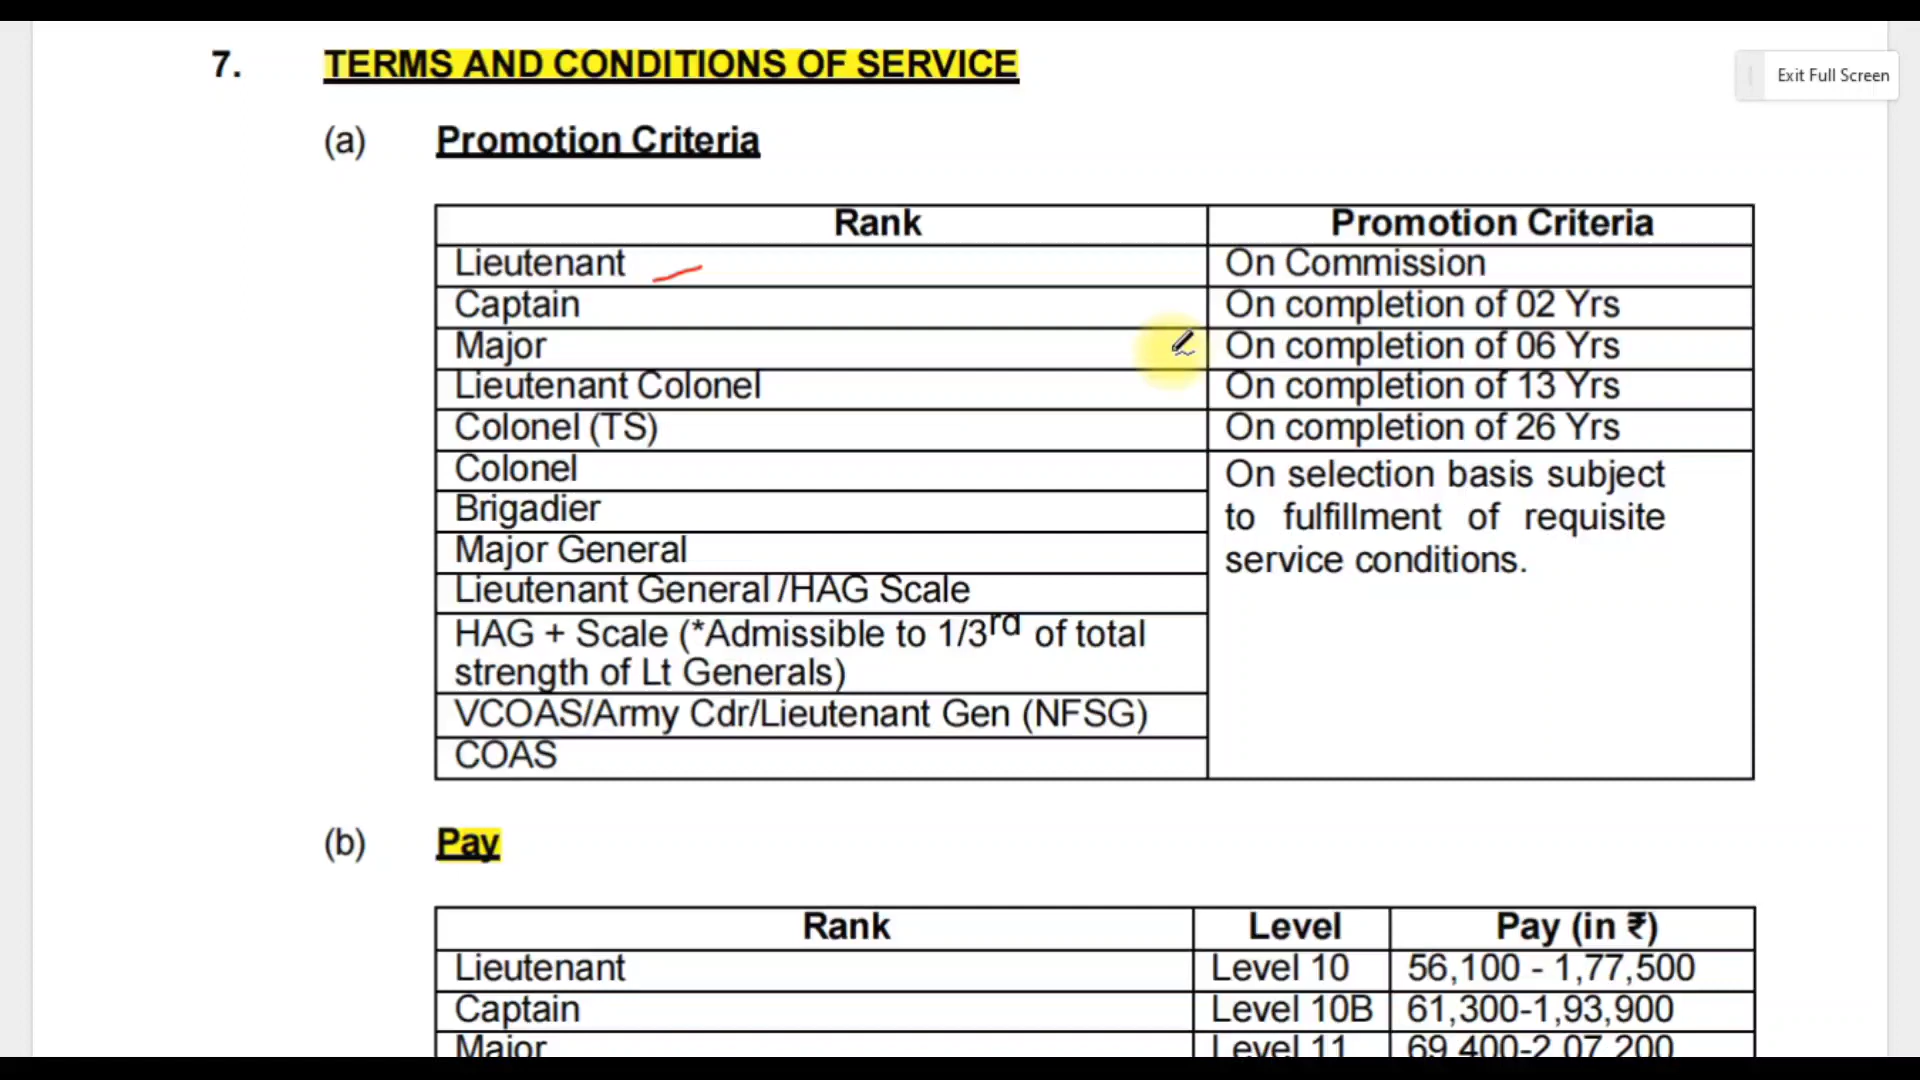 7. TERMS AND CONDITIONS OF SERVICE
Exit Full Screen
(a) Promotion Criteria
Rank Promotion Criteria
Lieutenant On Commission
Captain On completion of 02 Yrs
Major On completion of 06 Yrs
Lieutenant Colonel On completion of 13 Yrs
Colonel (TS) On completion of 26 Yrs
Colonel On selection basis subject
Brigadier to fulfillment of requisite
Major General service conditions.
Lieutenant General /HAG Scale
HAG + Scale (*Admissible to 1/3rd of total
strength of Lt Generals)
VCOAS/Army Cdr/Lieutenant Gen (NFSG)
COAS
(b) Pay
Rank Level Pay (in ₹)
Lieutenant Level 10 56,100 - 1,77,500
Captain Level 10B 61,300-1,93,900
Major Level 11 69,400-2,07,200